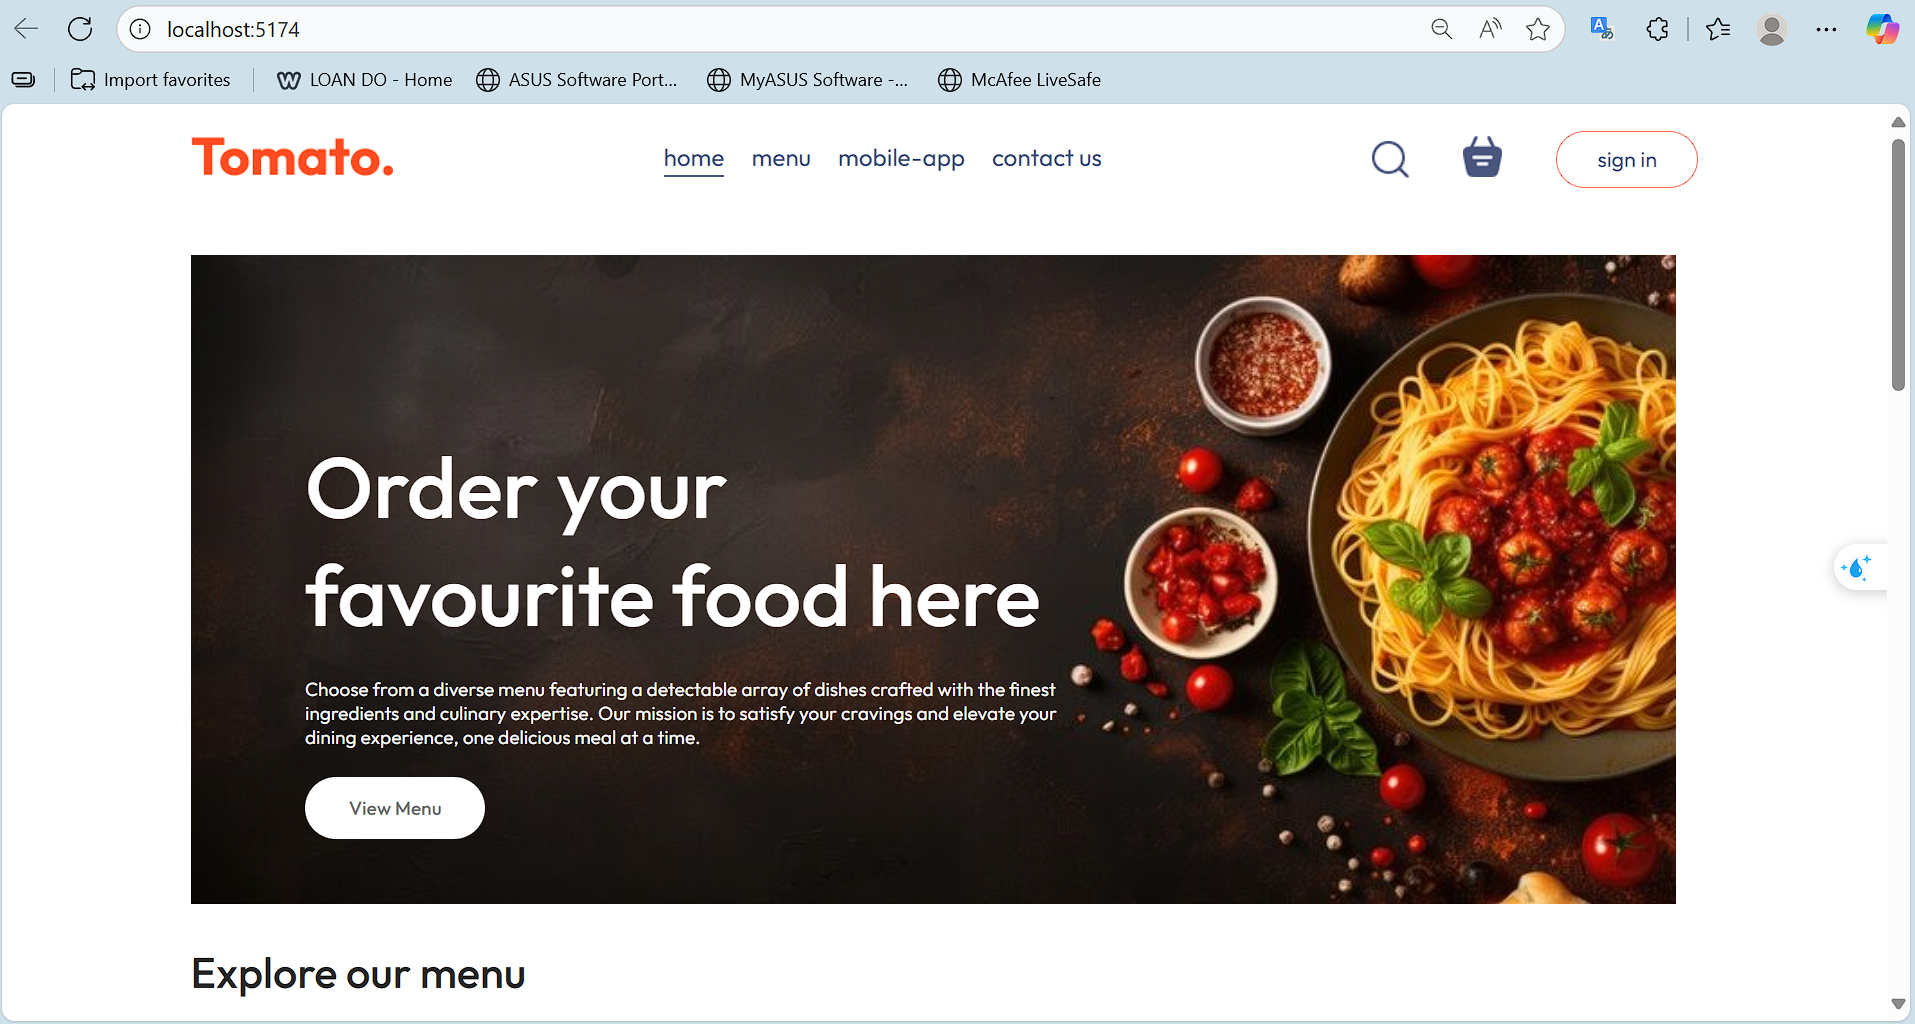 localhost:5174
Import favorites
LOAN DO - Home
ASUS Software Port...
MyASUS Software -...
McAfee LiveSafe
Tomato.
home
menu
mobile-app
contact us
sign in
Order your
favourite food here
Choose from a diverse menu featuring a detectable array of dishes crafted with the finest
ingredients and culinary expertise. Our mission is to satisfy your cravings and elevate your
dining experience, one delicious meal at a time.
View Menu
Explore our menu